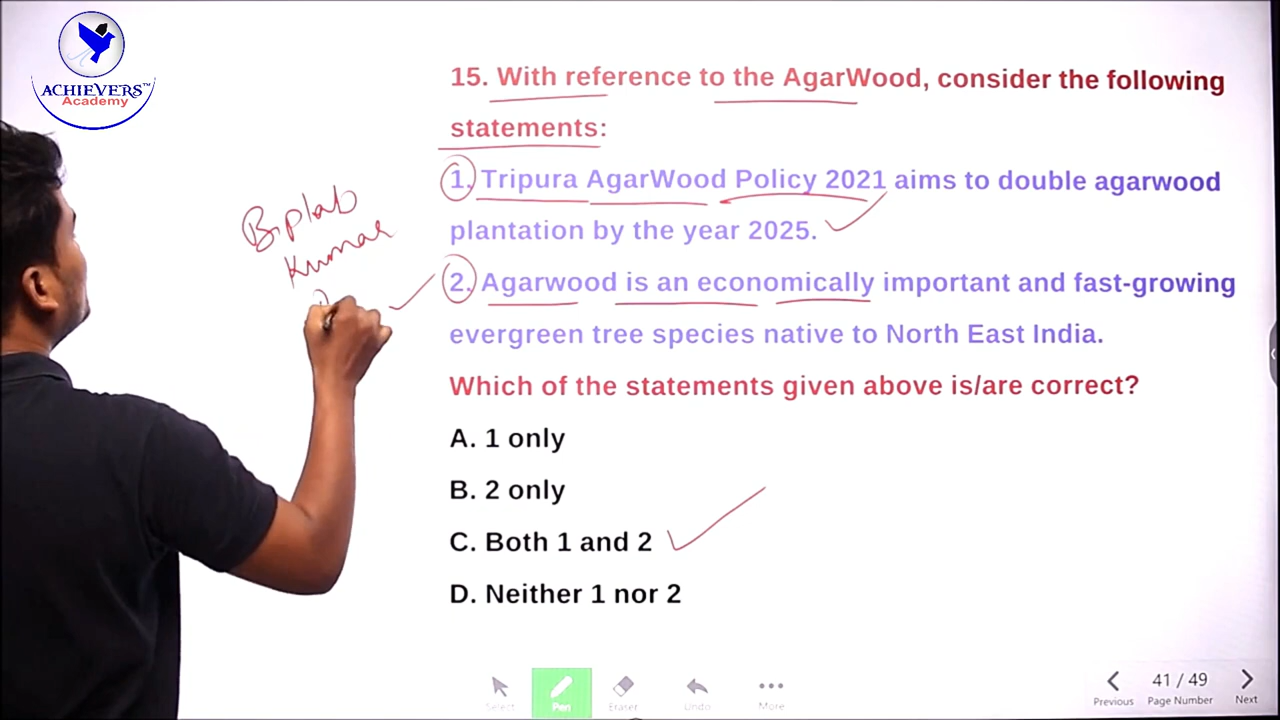 ACHIEVERS™
Academy
15. With reference to the AgarWood, consider the following
statements:
1. Tripura AgarWood Policy 2021 aims to double agarwood
plantation by the year 2025.
2. Agarwood is an economically important and fast-growing
evergreen tree species native to North East India.
Which of the statements given above is/are correct?
A. 1 only
B. 2 only
C. Both 1 and 2
D. Neither 1 nor 2
Biplab
Kumar
Select
Pen
Eraser
Undo
More
Previous
41 / 49
Page Number
Next